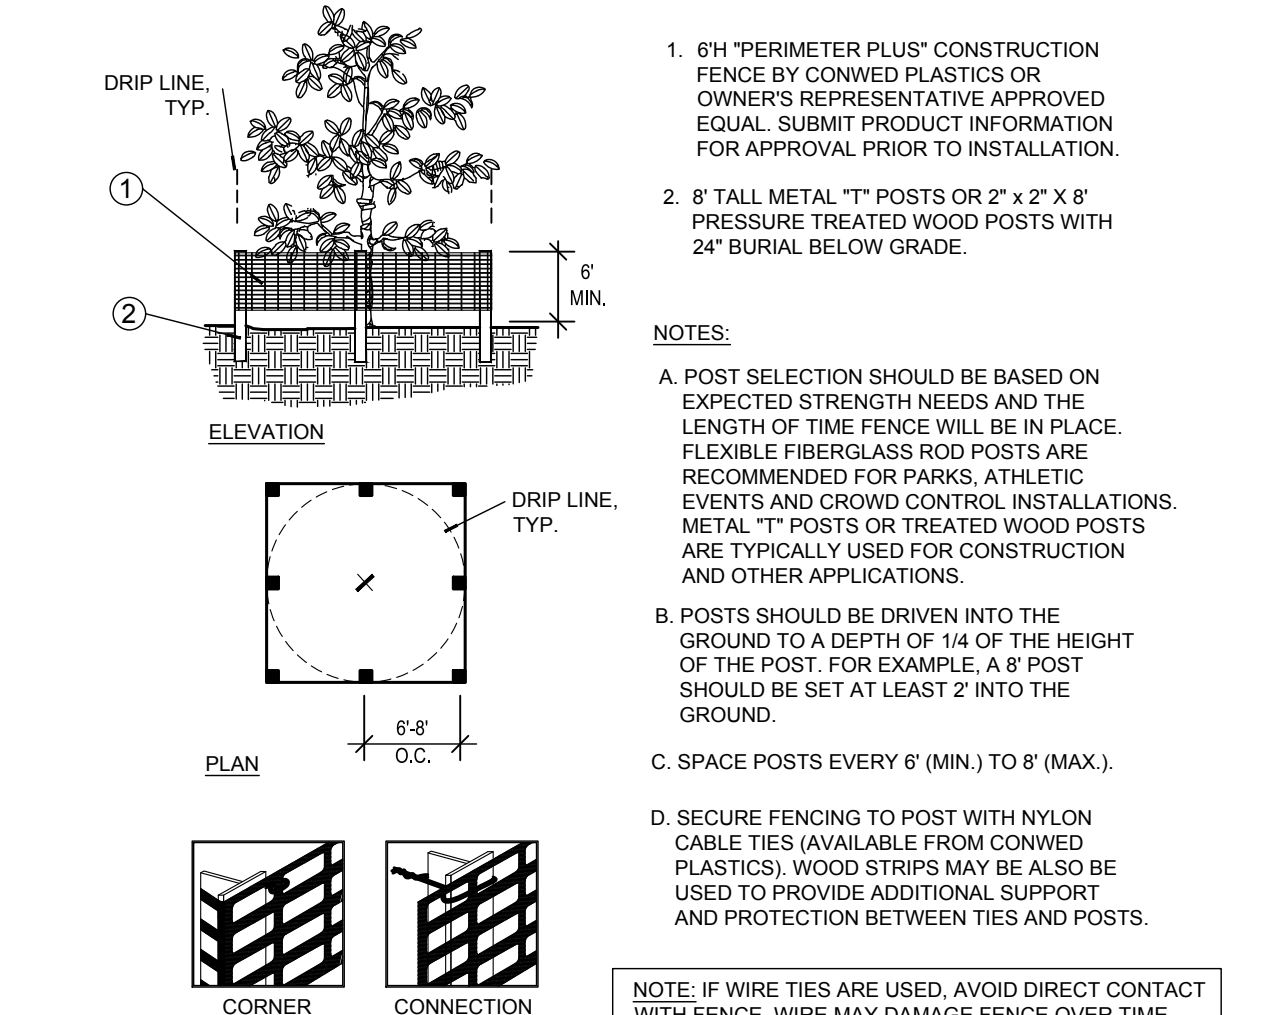 DRIP LINE,
TYP.
1
2
6'
MIN.
ELEVATION
DRIP LINE,
TYP.
6'-8'
O.C.
PLAN
CORNER
CONNECTION
1. 6'H "PERIMETER PLUS" CONSTRUCTION
FENCE BY CONWED PLASTICS OR
OWNER'S REPRESENTATIVE APPROVED
EQUAL. SUBMIT PRODUCT INFORMATION
FOR APPROVAL PRIOR TO INSTALLATION.
2. 8' TALL METAL "T" POSTS OR 2" x 2" X 8'
PRESSURE TREATED WOOD POSTS WITH
24" BURIAL BELOW GRADE.
NOTES:
A. POST SELECTION SHOULD BE BASED ON
EXPECTED STRENGTH NEEDS AND THE
LENGTH OF TIME FENCE WILL BE IN PLACE.
FLEXIBLE FIBERGLASS ROD POSTS ARE
RECOMMENDED FOR PARKS, ATHLETIC
EVENTS AND CROWD CONTROL INSTALLATIONS.
METAL "T" POSTS OR TREATED WOOD POSTS
ARE TYPICALLY USED FOR CONSTRUCTION
AND OTHER APPLICATIONS.
B. POSTS SHOULD BE DRIVEN INTO THE
GROUND TO A DEPTH OF 1/4 OF THE HEIGHT
OF THE POST. FOR EXAMPLE, A 8' POST
SHOULD BE SET AT LEAST 2' INTO THE
GROUND.
C. SPACE POSTS EVERY 6' (MIN.) TO 8' (MAX.).
D. SECURE FENCING TO POST WITH NYLON
CABLE TIES (AVAILABLE FROM CONWED
PLASTICS). WOOD STRIPS MAY BE ALSO BE
USED TO PROVIDE ADDITIONAL SUPPORT
AND PROTECTION BETWEEN TIES AND POSTS.
NOTE: IF WIRE TIES ARE USED, AVOID DIRECT CONTACT
WITH FENCE. WIRE MAY DAMAGE FENCE OVER TIME.